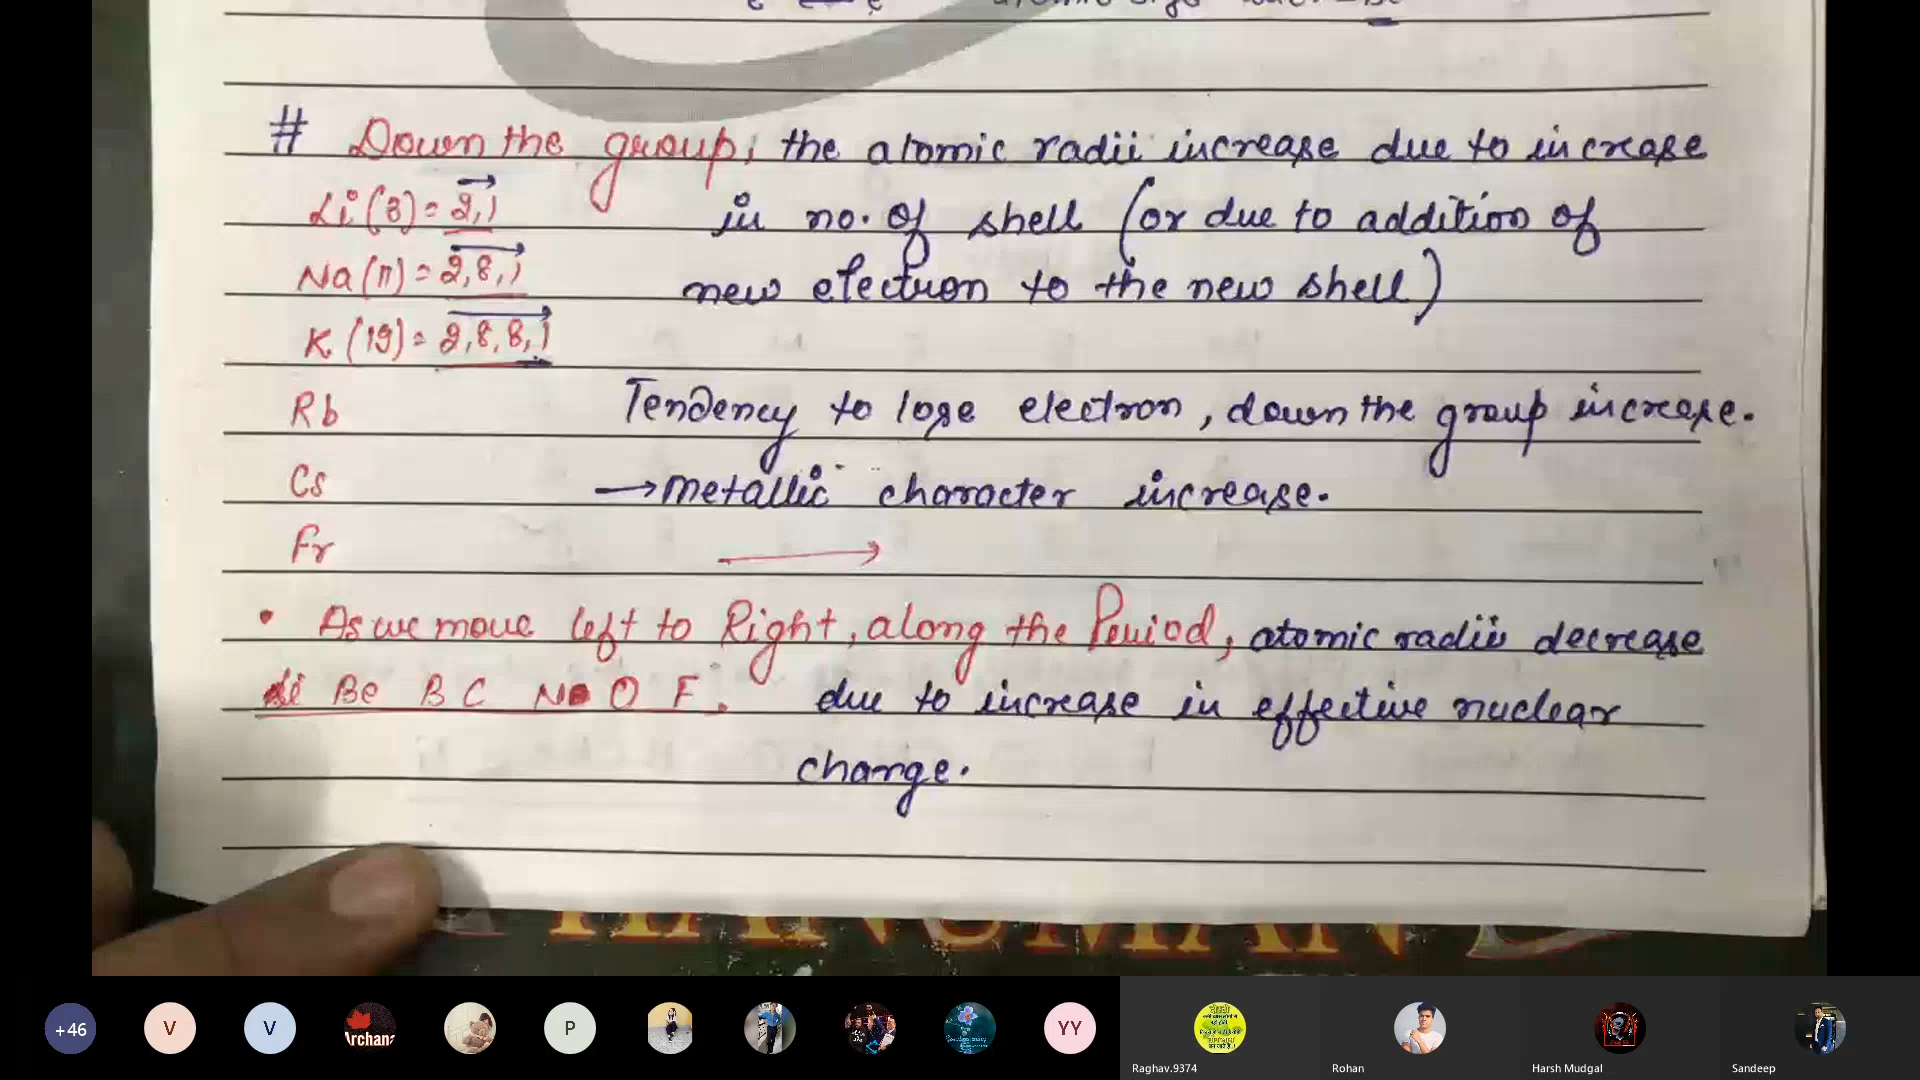 # Down the group, the atomic radii increase due to increase
Li (3) = 2,1 in no. of shell (or due to addition of
Na (11) = 2,8,1 new electron to the new shell)
K (19) = 2,8,8,1
Rb Tendency to lose electron, down the group increase.
Cs → metallic character increase.
Fr →
• As we move left to Right, along the Period, atomic radii decrease
Li Be B C N O F. due to increase in effective nuclear
change.
+46 V V Archana P YY
Raghav.9374 Rohan Harsh Mudgal Sandeep